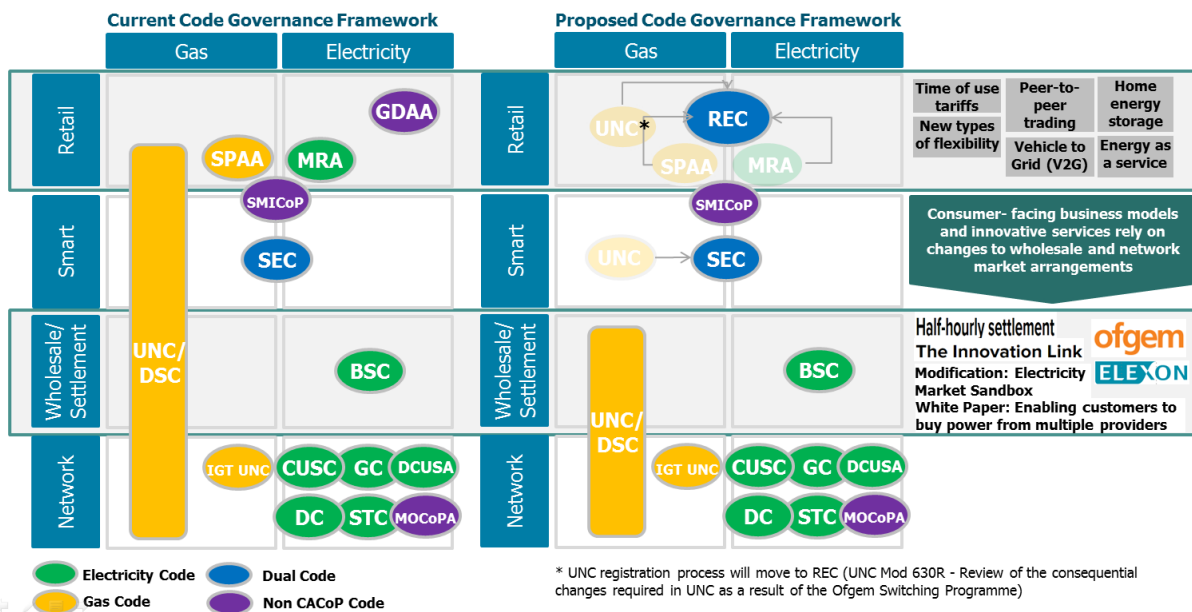 Current Code Governance Framework
Gas
Electricity
Retail
Smart
Wholesale/
Settlement
Network
GDAA
SPAA
MRA
SMICoP
SEC
UNC/
DSC
BSC
IGT UNC
CUSC
GC
DCUSA
DC
STC
MOCoPA
Proposed Code Governance Framework
Gas
Electricity
Retail
Smart
Wholesale/
Settlement
Network
UNC*
REC
SPAA
MRA
SMICoP
UNC
SEC
UNC/
DSC
BSC
IGT UNC
CUSC
GC
DCUSA
DC
STC
MOCoPA
Time of use
tariffs
New types
of flexibility
Peer-to-
peer
trading
Vehicle to
Grid (V2G)
Home
energy
storage
Energy as
a service
Consumer- facing business models
and innovative services rely on
changes to wholesale and network
market arrangements
Half-hourly settlement
The Innovation Link
Modification: Electricity
Market Sandbox
White Paper: Enabling customers to
buy power from multiple providers
ofgem
ELEXON
Electricity Code
Dual Code
Gas Code
Non CACoP Code
* UNC registration process will move to REC (UNC Mod 630R - Review of the consequential
changes required in UNC as a result of the Ofgem Switching Programme)